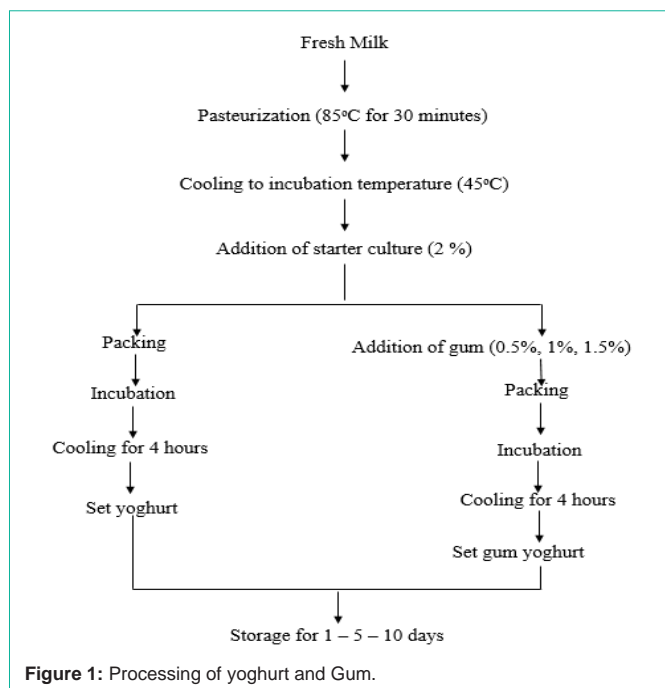 Fresh Milk
Pasteurization (85°C for 30 minutes)
Cooling to incubation temperature (45°C)
Addition of starter culture (2 %)
Packing
Incubation
Cooling for 4 hours
Set yoghurt
Addition of gum (0.5%, 1%, 1.5%)
Packing
Incubation
Cooling for 4 hours
Set gum yoghurt
Storage for 1 – 5 – 10 days
Figure 1: Processing of yoghurt and Gum.